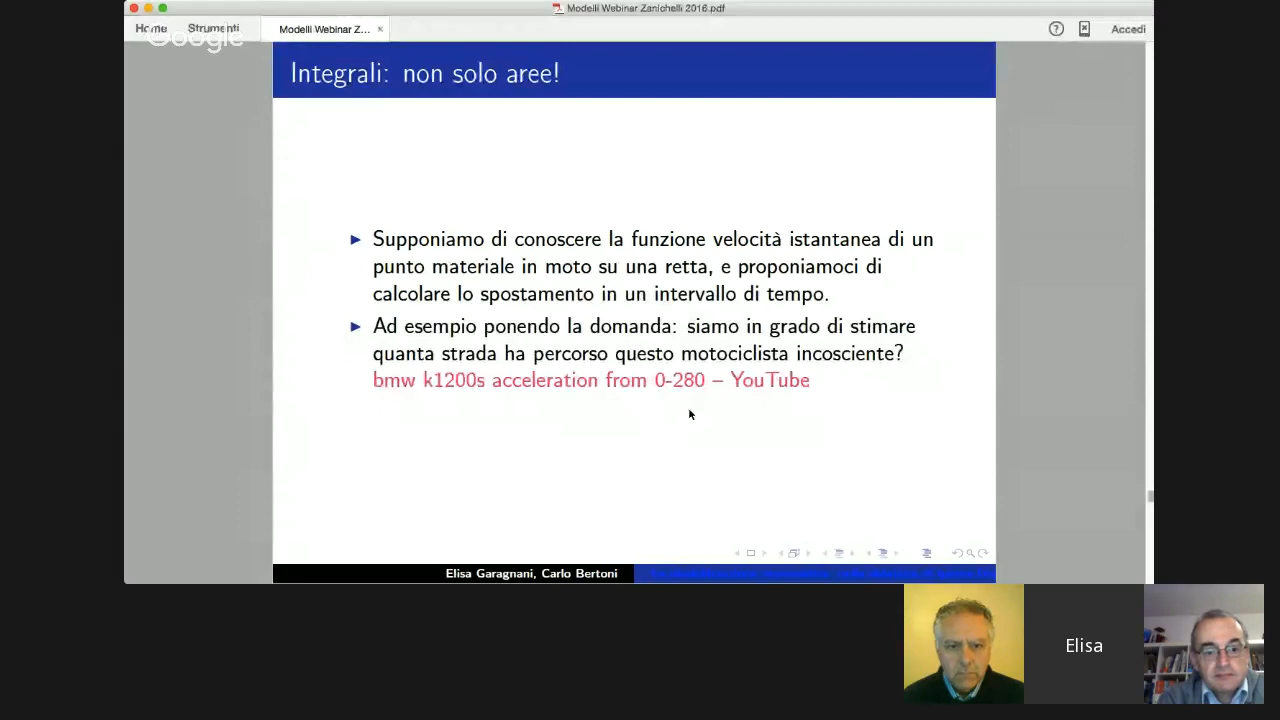 Modelli Webinar Zanichelli 2016.pdf
Home
Strumenti
Modelli Webinar Z... ×
Accedi
Google
Integrali: non solo aree!
Supponiamo di conoscere la funzione velocità istantanea di un
punto materiale in moto su una retta, e proponiamoci di
calcolare lo spostamento in un intervallo di tempo.
Ad esempio ponendo la domanda: siamo in grado di stimare
quanta strada ha percorso questo motociclista incosciente?
bmw k1200s acceleration from 0-280 – YouTube
Elisa Garagnani, Carlo Bertoni
Elisa